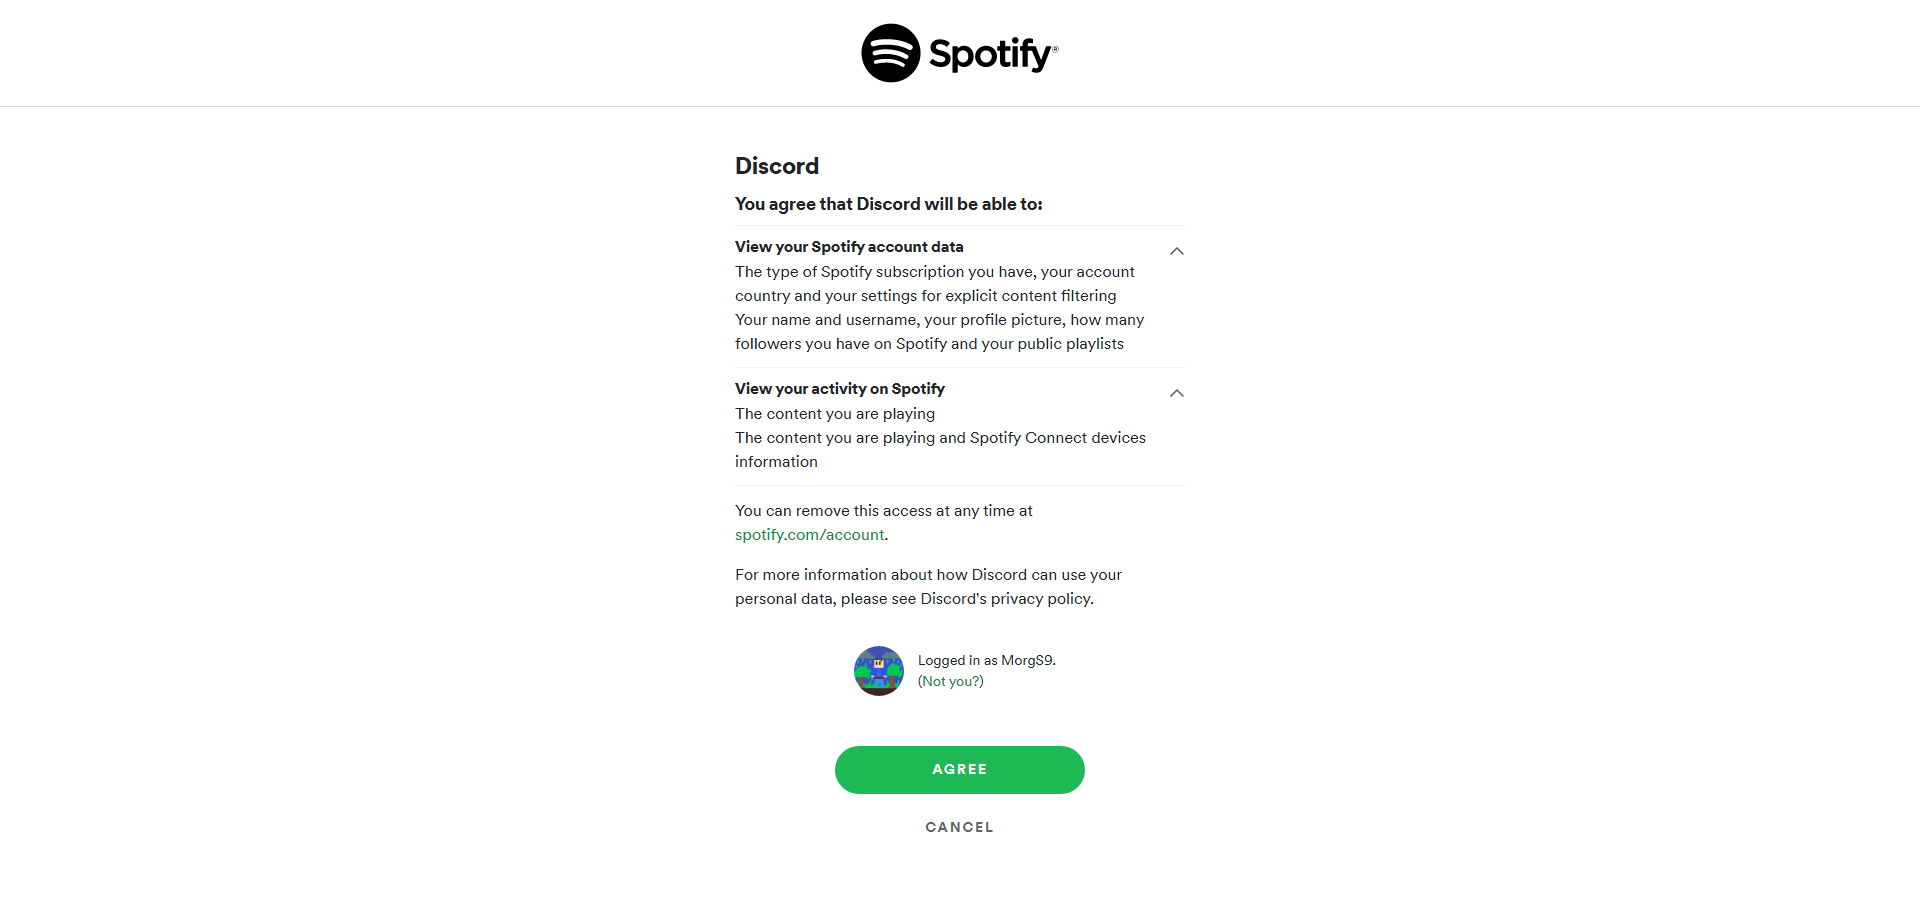 Spotify®
Discord
You agree that Discord will be able to:
View your Spotify account data
The type of Spotify subscription you have, your account
country and your settings for explicit content filtering
Your name and username, your profile picture, how many
followers you have on Spotify and your public playlists
View your activity on Spotify
The content you are playing
The content you are playing and Spotify Connect devices
information
You can remove this access at any time at
spotify.com/account.
For more information about how Discord can use your
personal data, please see Discord's privacy policy.
Logged in as MorgS9.
(Not you?)
AGREE
CANCEL